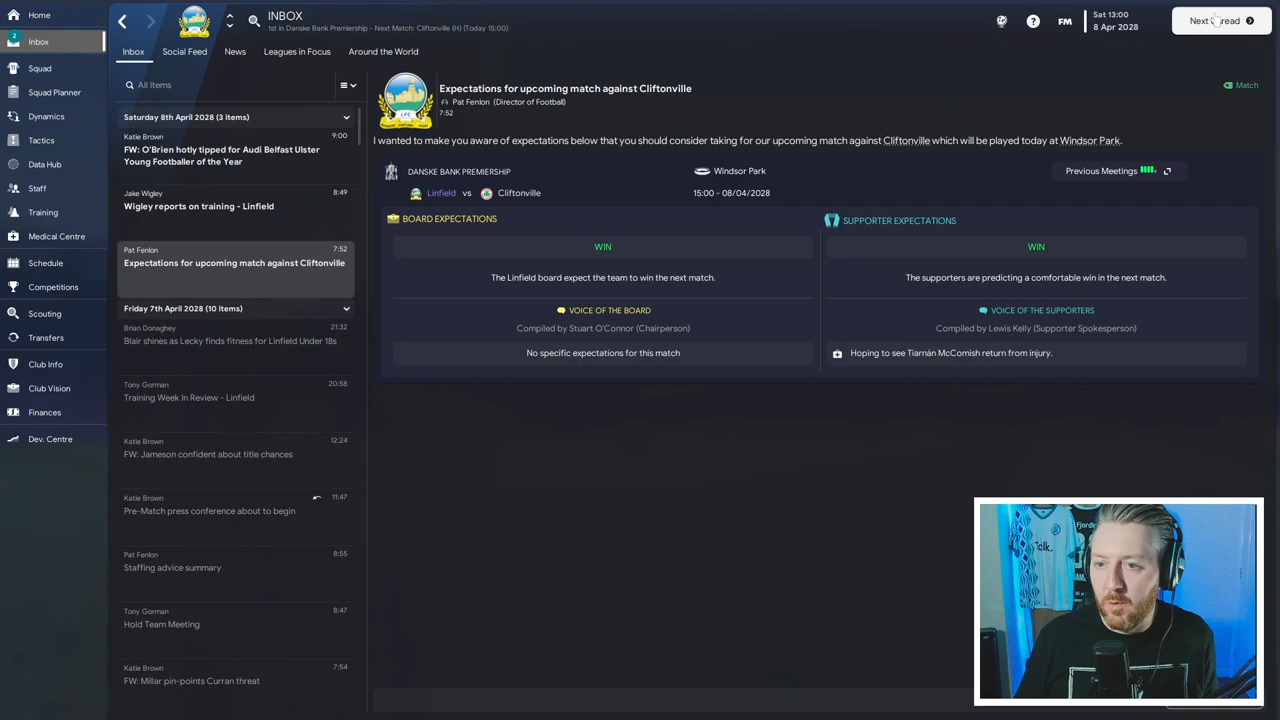 INBOX
1st in Danske Bank Premiership - Next Match: Cliftonville (H) (Today 15:00)
?
FM
Sat 13:00
8 Apr 2028
Next
2
Home
Inbox
Squad
Squad Planner
Dynamics
Tactics
Data Hub
Staff
Training
Medical Centre
Schedule
Competitions
Scouting
Transfers
Club Info
Club Vision
Finances
Dev. Centre
Inbox
Social Feed
News
Leagues in Focus
Around the World
All Items
Saturday 8th April 2028 (3 items)
Katie Brown
9:00
FW: O'Brien hotly tipped for Audi Belfast Ulster
Young Footballer of the Year
Jake Wigley
8:49
Wigley reports on training - Linfield
Pat Fenlon
7:52
Expectations for upcoming match against Cliftonville
Friday 7th April 2028 (10 items)
Brian Donaghey
21:32
Blair shines as Lecky finds fitness for Linfield Under 18s
Tony Gorman
20:58
Training Week In Review - Linfield
Katie Brown
12:24
FW: Jameson confident about title chances
Katie Brown
11:47
Pre-Match press conference about to begin
Pat Fenlon
8:55
Staffing advice summary
Tony Gorman
8:47
Hold Team Meeting
Katie Brown
7:54
FW: Millar pin-points Curran threat
Expectations for upcoming match against Cliftonville
Pat Fenlon (Director of Football)
7:52
Match
I wanted to make you aware of expectations below that you should consider taking for our upcoming match against Cliftonville which will be played today at Windsor Park.
DANSKE BANK PREMIERSHIP
Windsor Park
Previous Meetings
Linfield vs Cliftonville
15:00 - 08/04/2028
BOARD EXPECTATIONS
WIN
The Linfield board expect the team to win the next match.
VOICE OF THE BOARD
Compiled by Stuart O'Connor (Chairperson)
No specific expectations for this match
SUPPORTER EXPECTATIONS
WIN
The supporters are predicting a comfortable win in the next match.
VOICE OF THE SUPPORTERS
Compiled by Lewis Kelly (Supporter Spokesperson)
Hoping to see Tiarnán McComish return from injury.
Talk.